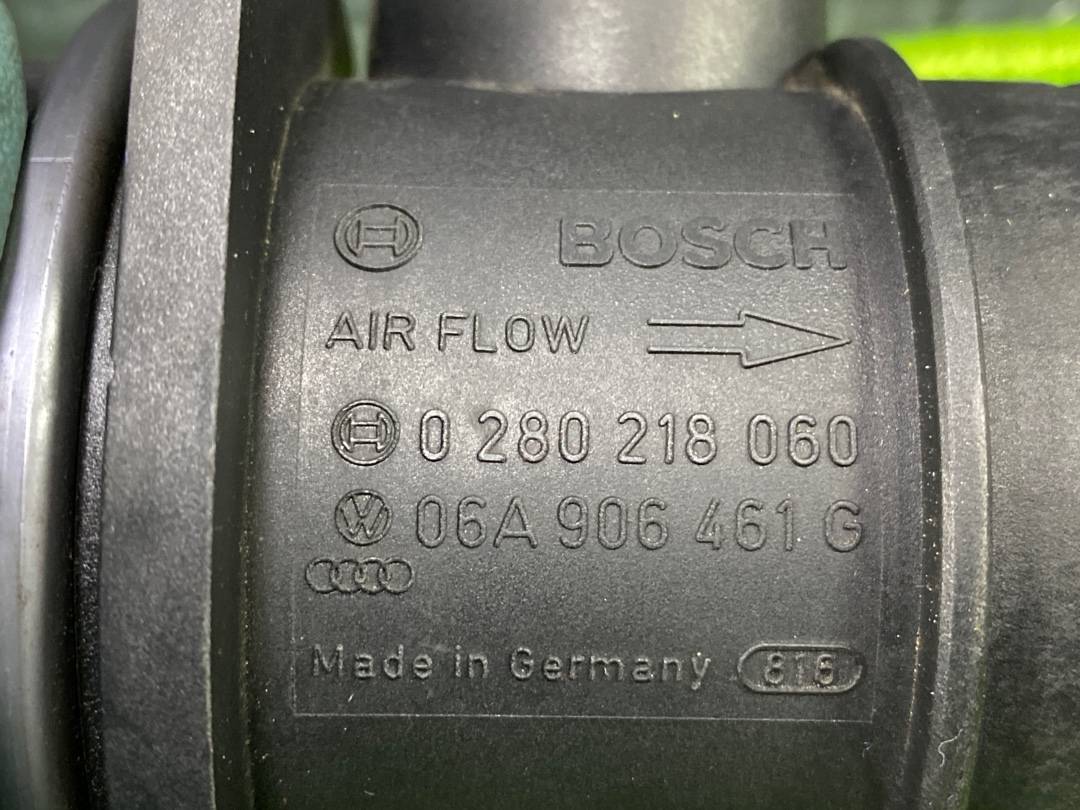 BOSCH
AIR FLOW
0 280 218 060
06A 906 461 G
Made in Germany 816